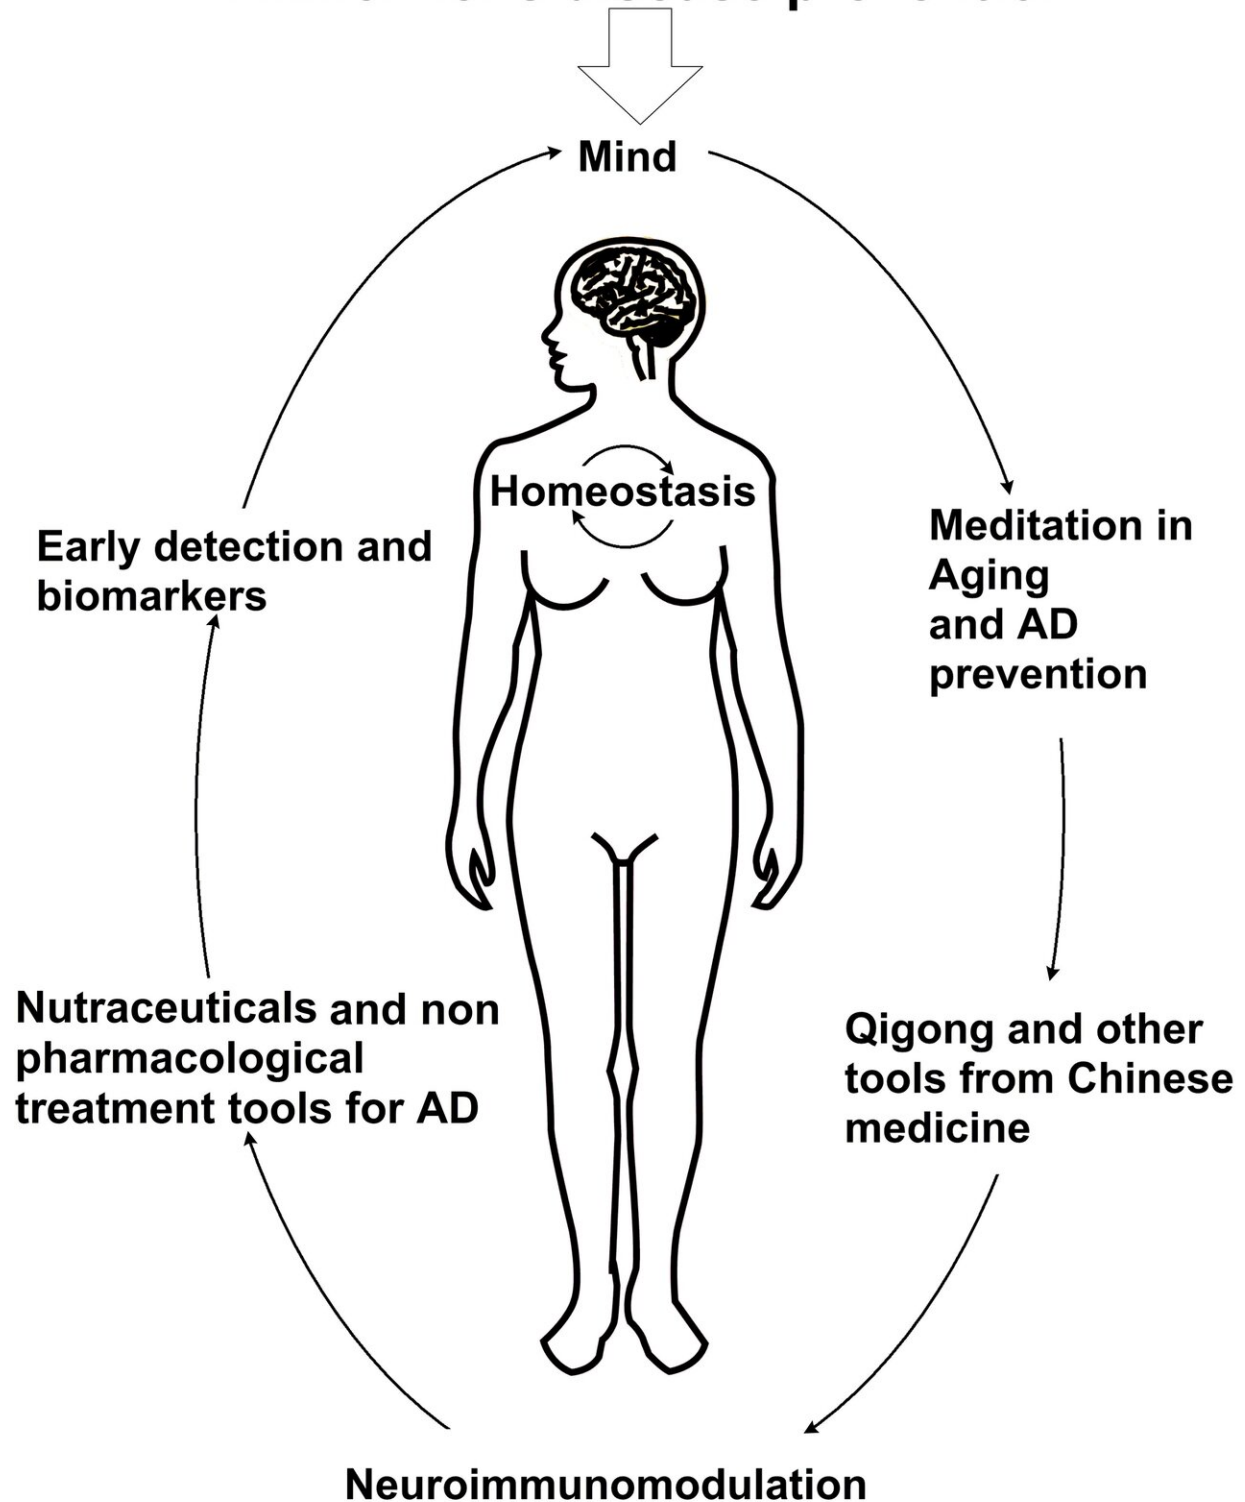 Mind
Homeostasis
Early detection and
biomarkers
Meditation in
Aging
and AD
prevention
Nutraceuticals and non
pharmacological
treatment tools for AD
Qigong and other
tools from Chinese
medicine
Neuroimmunomodulation